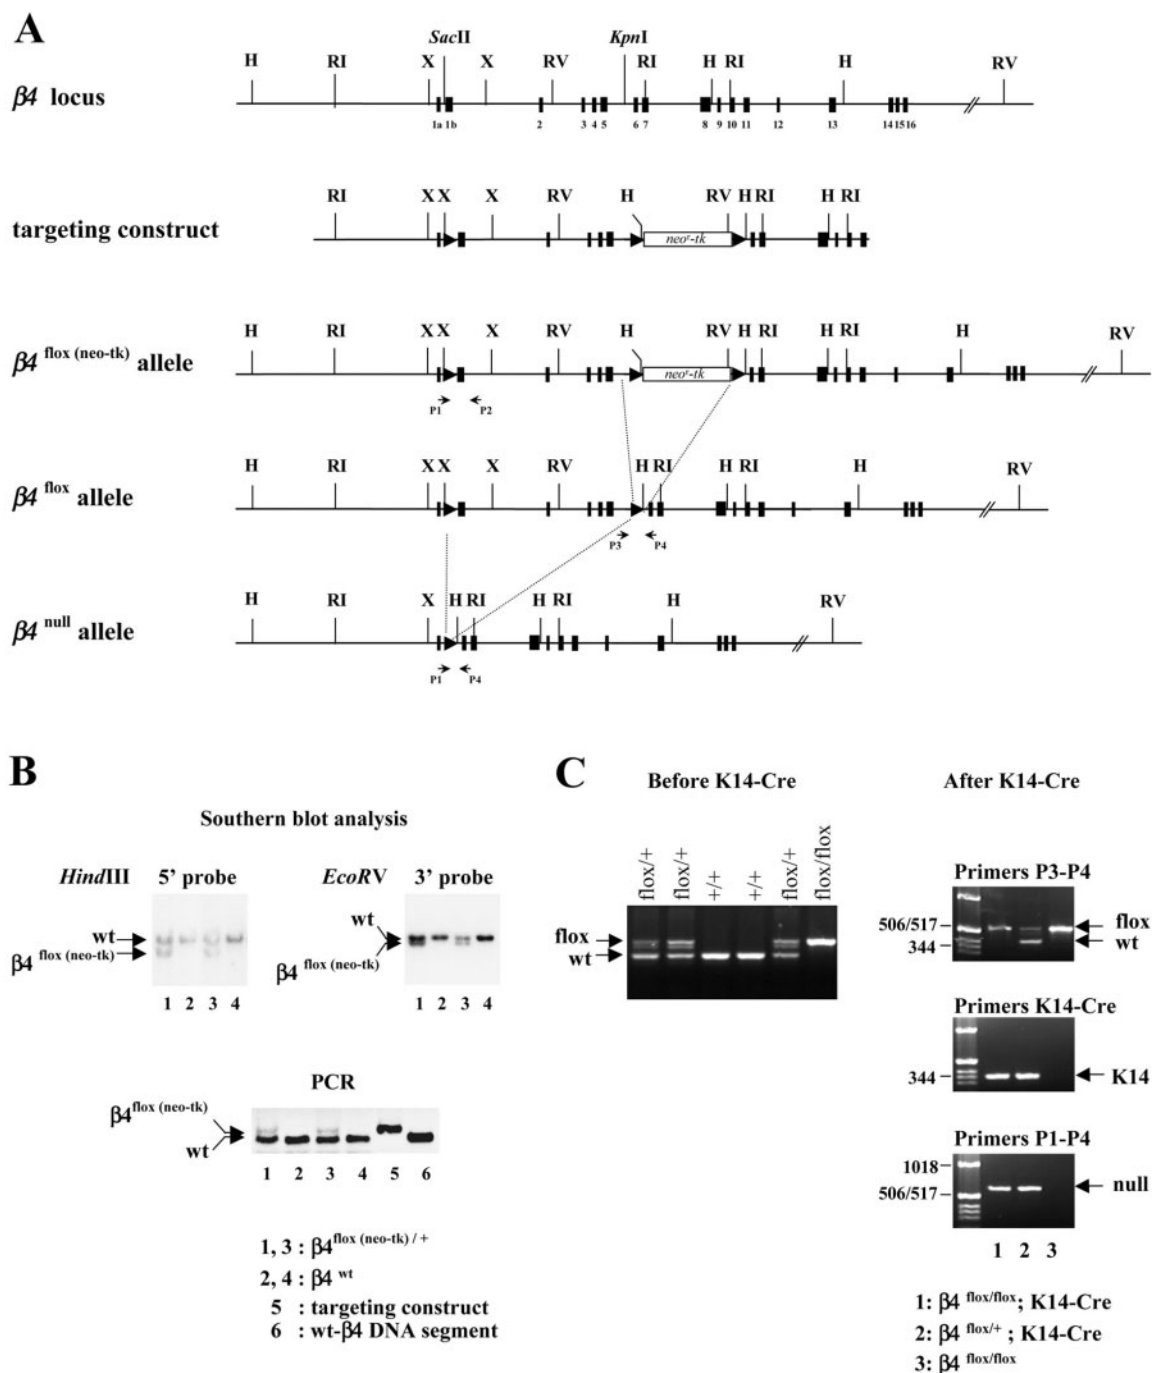 A
SacII KpnI
H RI X X RV RI H RI H RV
β4 locus
1a 1b 2 3 4 5 6 7 8 9 10 11 12 13 14 15 16
RI X X X RV H RV H RI H RI
targeting construct
neoʳ-tk
H RI X X X RV H RV H RI H RI H RV
β4 flox (neo-tk) allele
neoʳ-tk
P1 P2
H RI X X X RV H RI H RI H RV
β4 flox allele
P3 P4
H RI X H RI H RI H RV
β4 null allele
P1 P4
B
Southern blot analysis
HindIII 5' probe
wt
β4 flox (neo-tk)
1 2 3 4
EcoRV 3' probe
wt
β4 flox (neo-tk)
1 2 3 4
PCR
β4 flox (neo-tk)
wt
1 2 3 4 5 6
1, 3 : β4 flox (neo-tk) / +
2, 4 : β4 wt
5 : targeting construct
6 : wt-β4 DNA segment
C
Before K14-Cre
flox/+ flox/+ +/+ +/+ flox/+ flox/flox
flox
wt
After K14-Cre
Primers P3-P4
506/517 flox
344 wt
Primers K14-Cre
344 K14
Primers P1-P4
1018
506/517 null
1 2 3
1: β4 flox/flox; K14-Cre
2: β4 flox/+ ; K14-Cre
3: β4 flox/flox